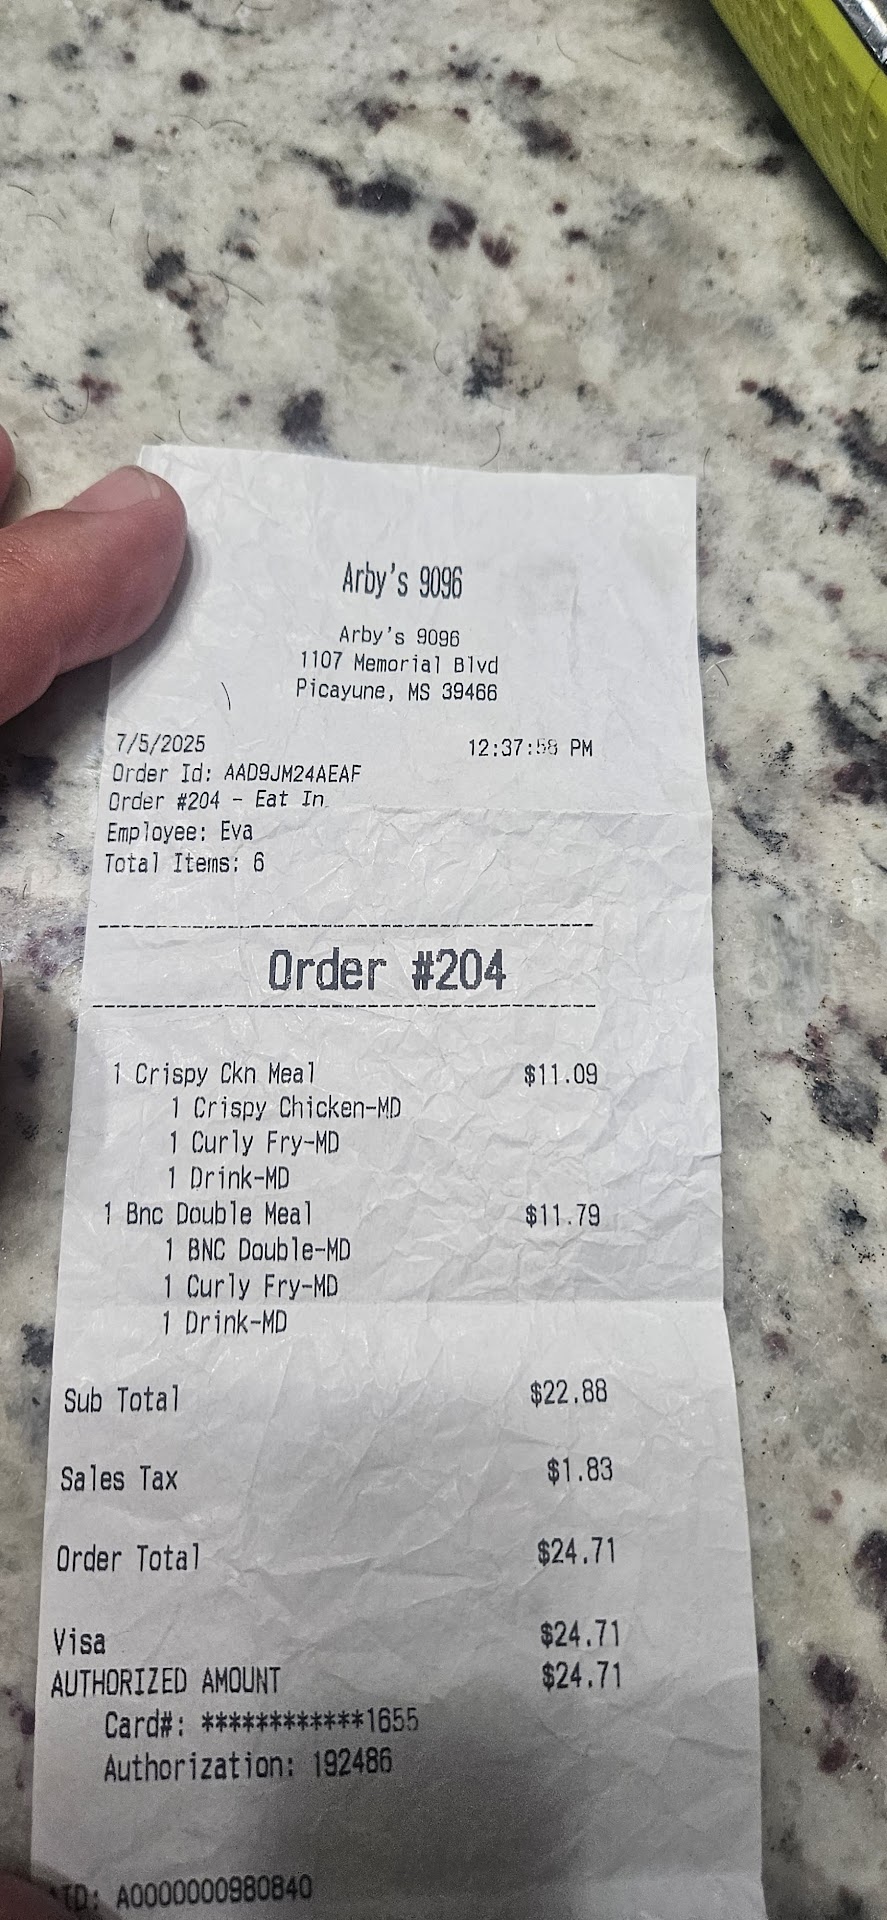 Arby's 9096
Arby's 9096
1107 Memorial Blvd
Picayune, MS 39466
7/5/2025 12:37:58 PM
Order Id: AAD9JM24AEAF
Order #204 - Eat In
Employee: Eva
Total Items: 6
Order #204
1 Crispy Ckn Meal $11.09
1 Crispy Chicken-MD
1 Curly Fry-MD
1 Drink-MD
1 Bnc Double Meal $11.79
1 BNC Double-MD
1 Curly Fry-MD
1 Drink-MD
Sub Total $22.88
Sales Tax $1.83
Order Total $24.71
Visa $24.71
AUTHORIZED AMOUNT $24.71
Card#: ************1655
Authorization: 192486
ID: A0000000980840